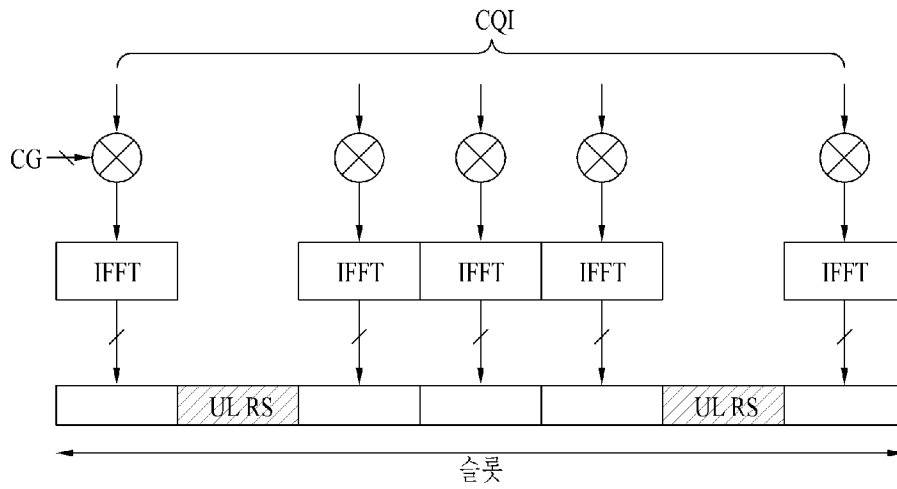 CQI
CG
IFFT IFFT IFFT IFFT IFFT
UL RS UL RS
슬롯